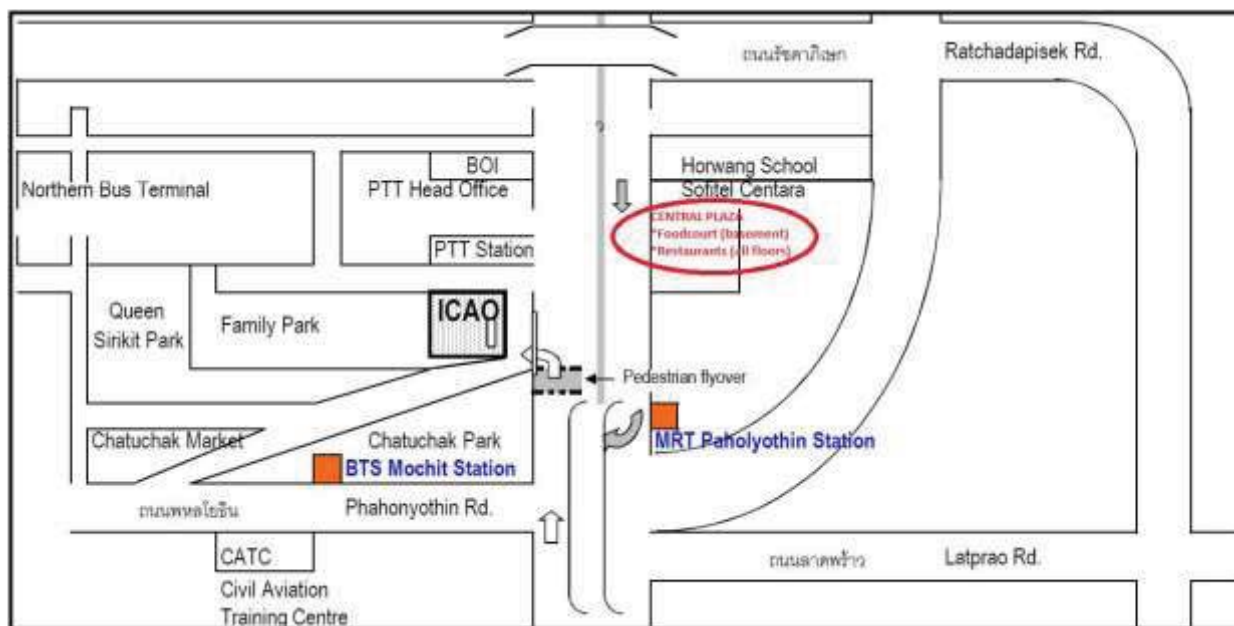 ถนนรัชดาภิเษก
Ratchadapisek Rd.
BOI
Horwang School
Northern Bus Terminal
PTT Head Office
Sofitel Centara
CENTRAL PLAZA
*Foodcourt (basement)
*Restaurants (all floors)
PTT Station
ICAO
Queen
Sirikit Park
Family Park
Pedestrian flyover
Chatuchak Market
Chatuchak Park
MRT Paholyothin Station
BTS Mochit Station
ถนนพหลโยธิน
Phahonyothin Rd.
CATC
Civil Aviation
Training Centre
ถนนลาดพร้าว
Latprao Rd.